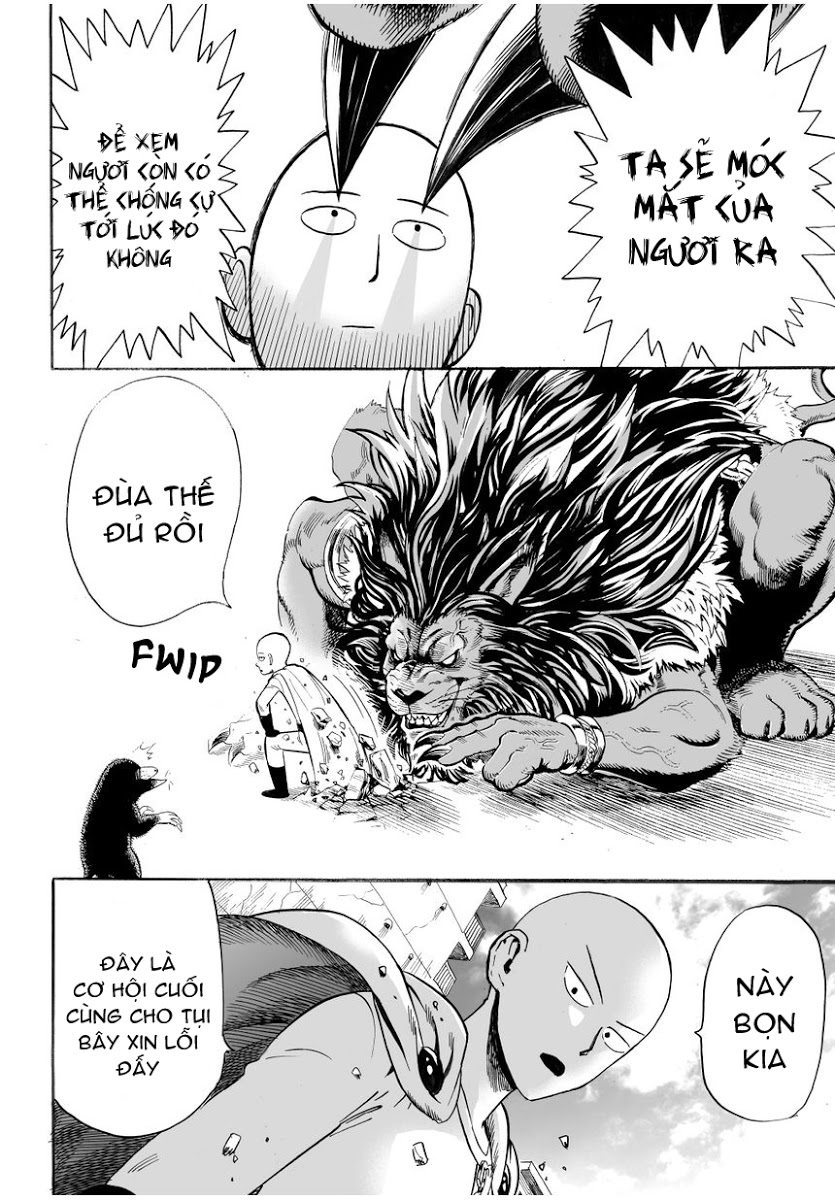 TA SẼ MÓC
MẮT CỦA
NGƯƠI RA
ĐỂ XEM
NGƯƠI CÒN CÓ
THỂ CHỐNG CỰ
TỚI LÚC ĐÓ
KHÔNG
ĐÙA THẾ
ĐỦ RỒI
FWIP
NÀY
BỌN
KIA
ĐÂY LÀ
CƠ HỘI CUỐI
CÙNG CHO TỤI
BÂY XIN LỖI
ĐẤY